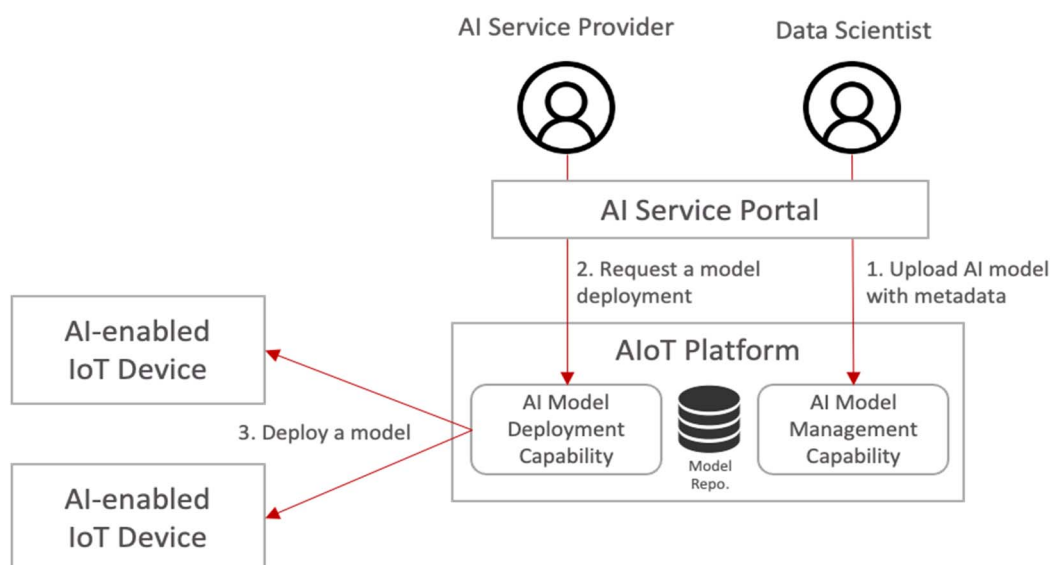 AI Service Provider
Data Scientist
AI Service Portal
2. Request a model
deployment
1. Upload AI model
with metadata
AI-enabled
IoT Device
AIoT Platform
AI Model
Deployment
Capability
Model
Repo.
AI Model
Management
Capability
3. Deploy a model
AI-enabled
IoT Device